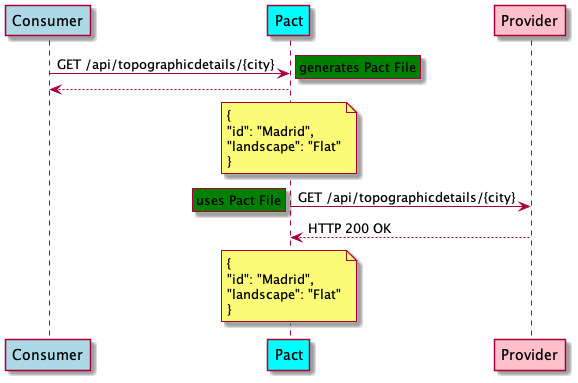 Consumer Pact Provider
GET /api/topographicdetails/{city} generates Pact File
{
"id": "Madrid",
"landscape": "Flat"
}
uses Pact File GET /api/topographicdetails/{city}
HTTP 200 OK
{
"id": "Madrid",
"landscape": "Flat"
}
Consumer Pact Provider